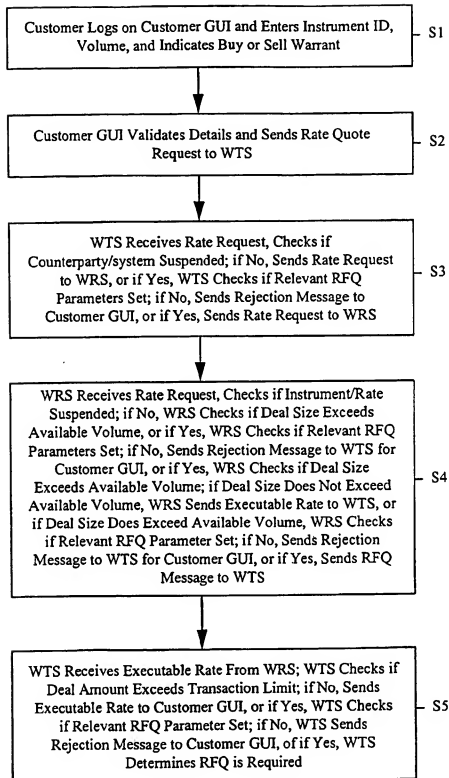 Customer Logs on Customer GUI and Enters Instrument ID,
Volume, and Indicates Buy or Sell Warrant
S1
Customer GUI Validates Details and Sends Rate Quote
Request to WTS
S2
WTS Receives Rate Request, Checks if
Counterparty/system Suspended; if No, Sends Rate Request
to WRS, or if Yes, WTS Checks if Relevant RFQ
Parameters Set; if No, Sends Rejection Message to
Customer GUI, or if Yes, Sends Rate Request to WRS
S3
WRS Receives Rate Request, Checks if Instrument/Rate
Suspended; if No, WRS Checks if Deal Size Exceeds
Available Volume, or if Yes, WRS Checks if Relevant RFQ
Parameters Set; if No, Sends Rejection Message to WTS for
Customer GUI, or if Yes, WRS Checks if Deal Size
Exceeds Available Volume; if Deal Size Does Not Exceed
Available Volume, WRS Sends Executable Rate to WTS, or
if Deal Size Does Exceed Available Volume, WRS Checks
if Relevant RFQ Parameter Set; if No, Sends Rejection
Message to WTS for Customer GUI, or if Yes, Sends RFQ
Message to WTS
S4
WTS Receives Executable Rate From WRS; WTS Checks if
Deal Amount Exceeds Transaction Limit; if No, Sends
Executable Rate to Customer GUI, or if Yes, WTS Checks
if Relevant RFQ Parameter Set; if No, WTS Sends
Rejection Message to Customer GUI, of if Yes, WTS
Determines RFQ is Required
S5